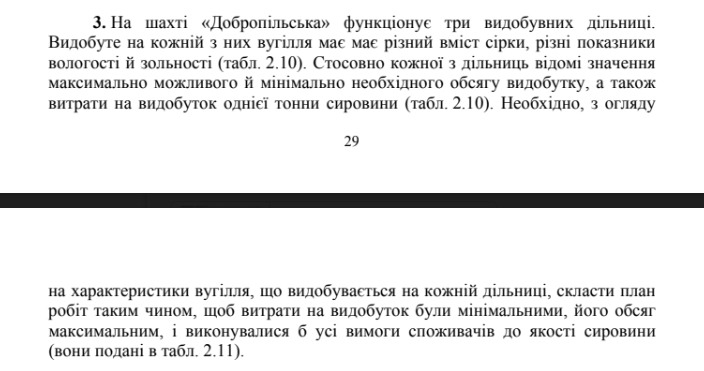 3. На шахті «Добропільська» функціонує три видобувних дільниці.
Видобуте на кожній з них вугілля має має різний вміст сірки, різні показники
вологості й зольності (табл. 2.10). Стосовно кожної з дільниць відомі значення
максимально можливого й мінімально необхідного обсягу видобутку, а також
витрати на видобуток однієї тонни сировини (табл. 2.10). Необхідно, з огляду
29
на характеристики вугілля, що видобувається на кожній дільниці, скласти план
робіт таким чином, щоб витрати на видобуток були мінімальними, його обсяг
максимальним, і виконувалися б усі вимоги споживачів до якості сировини
(вони подані в табл. 2.11).